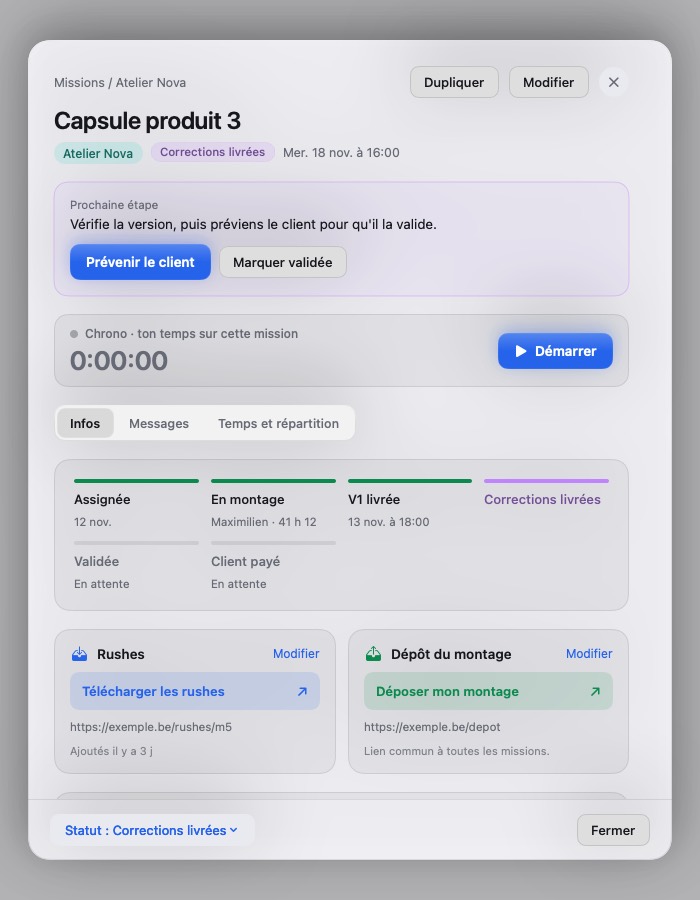 Missions / Atelier Nova
Dupliquer
Modifier
Capsule produit 3
Atelier Nova
Corrections livrées
Mer. 18 nov. à 16:00
Prochaine étape
Vérifie la version, puis préviens le client pour qu'il la valide.
Prévenir le client
Marquer validée
Chrono · ton temps sur cette mission
0:00:00
Démarrer
Infos
Messages
Temps et répartition
Assignée
12 nov.
En montage
Maximilien · 41 h 12
V1 livrée
13 nov. à 18:00
Corrections livrées
Validée
En attente
Client payé
En attente
Rushes
Modifier
Télécharger les rushes
https://exemple.be/rushes/m5
Ajoutés il y a 3 j
Dépôt du montage
Modifier
Déposer mon montage
https://exemple.be/depot
Lien commun à toutes les missions.
Statut : Corrections livrées
Fermer